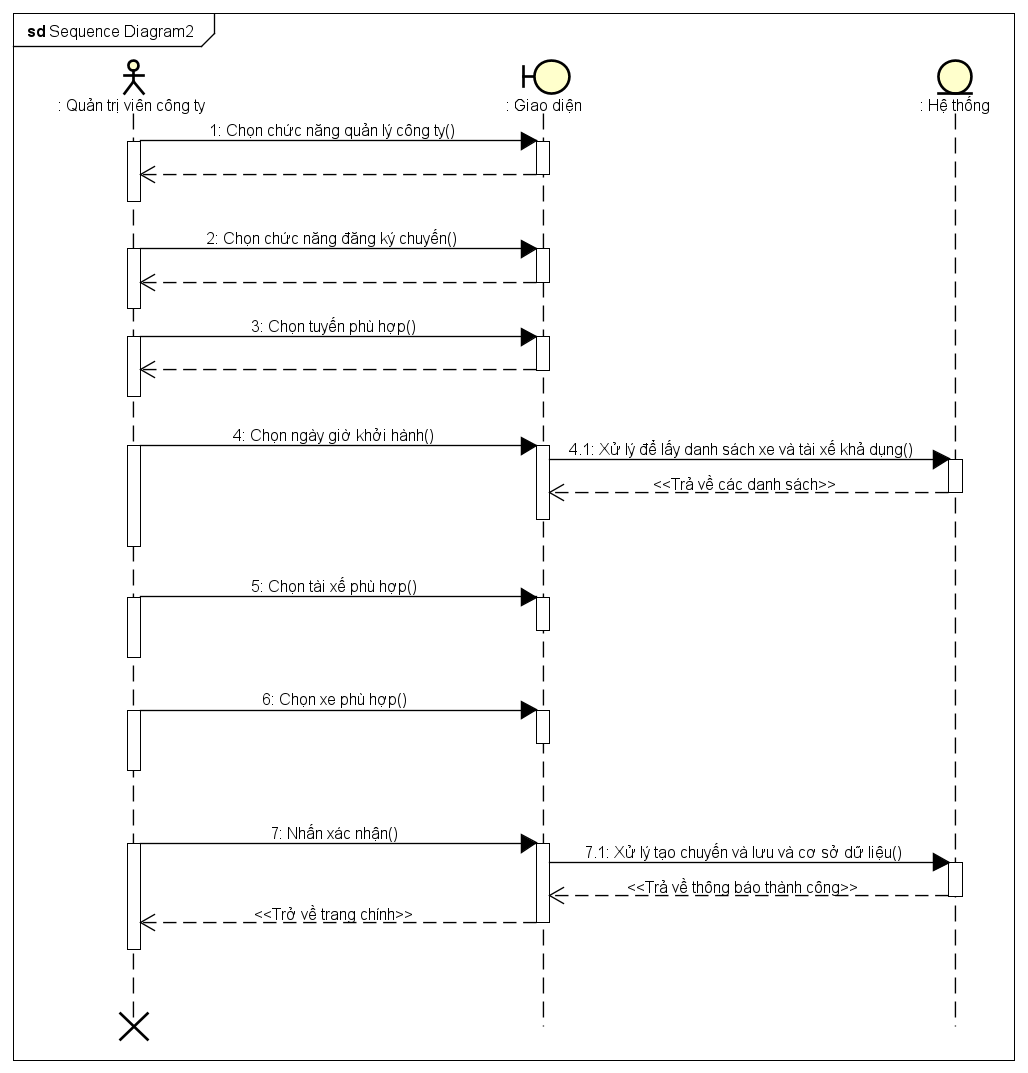 sd Sequence Diagram2
: Quản trị viên công ty
: Giao diện
: Hệ thống
1: Chọn chức năng quản lý công ty()
2: Chọn chức năng đăng ký chuyến()
3: Chọn tuyến phù hợp()
4: Chọn ngày giờ khởi hành()
4.1: Xử lý để lấy danh sách xe và tài xế khả dụng()
<<Trả về các danh sách>>
5: Chọn tài xế phù hợp()
6: Chọn xe phù hợp()
7: Nhấn xác nhận()
7.1: Xử lý tạo chuyến và lưu và cơ sở dữ liệu()
<<Trả về thông báo thành công>>
<<Trở về trang chính>>